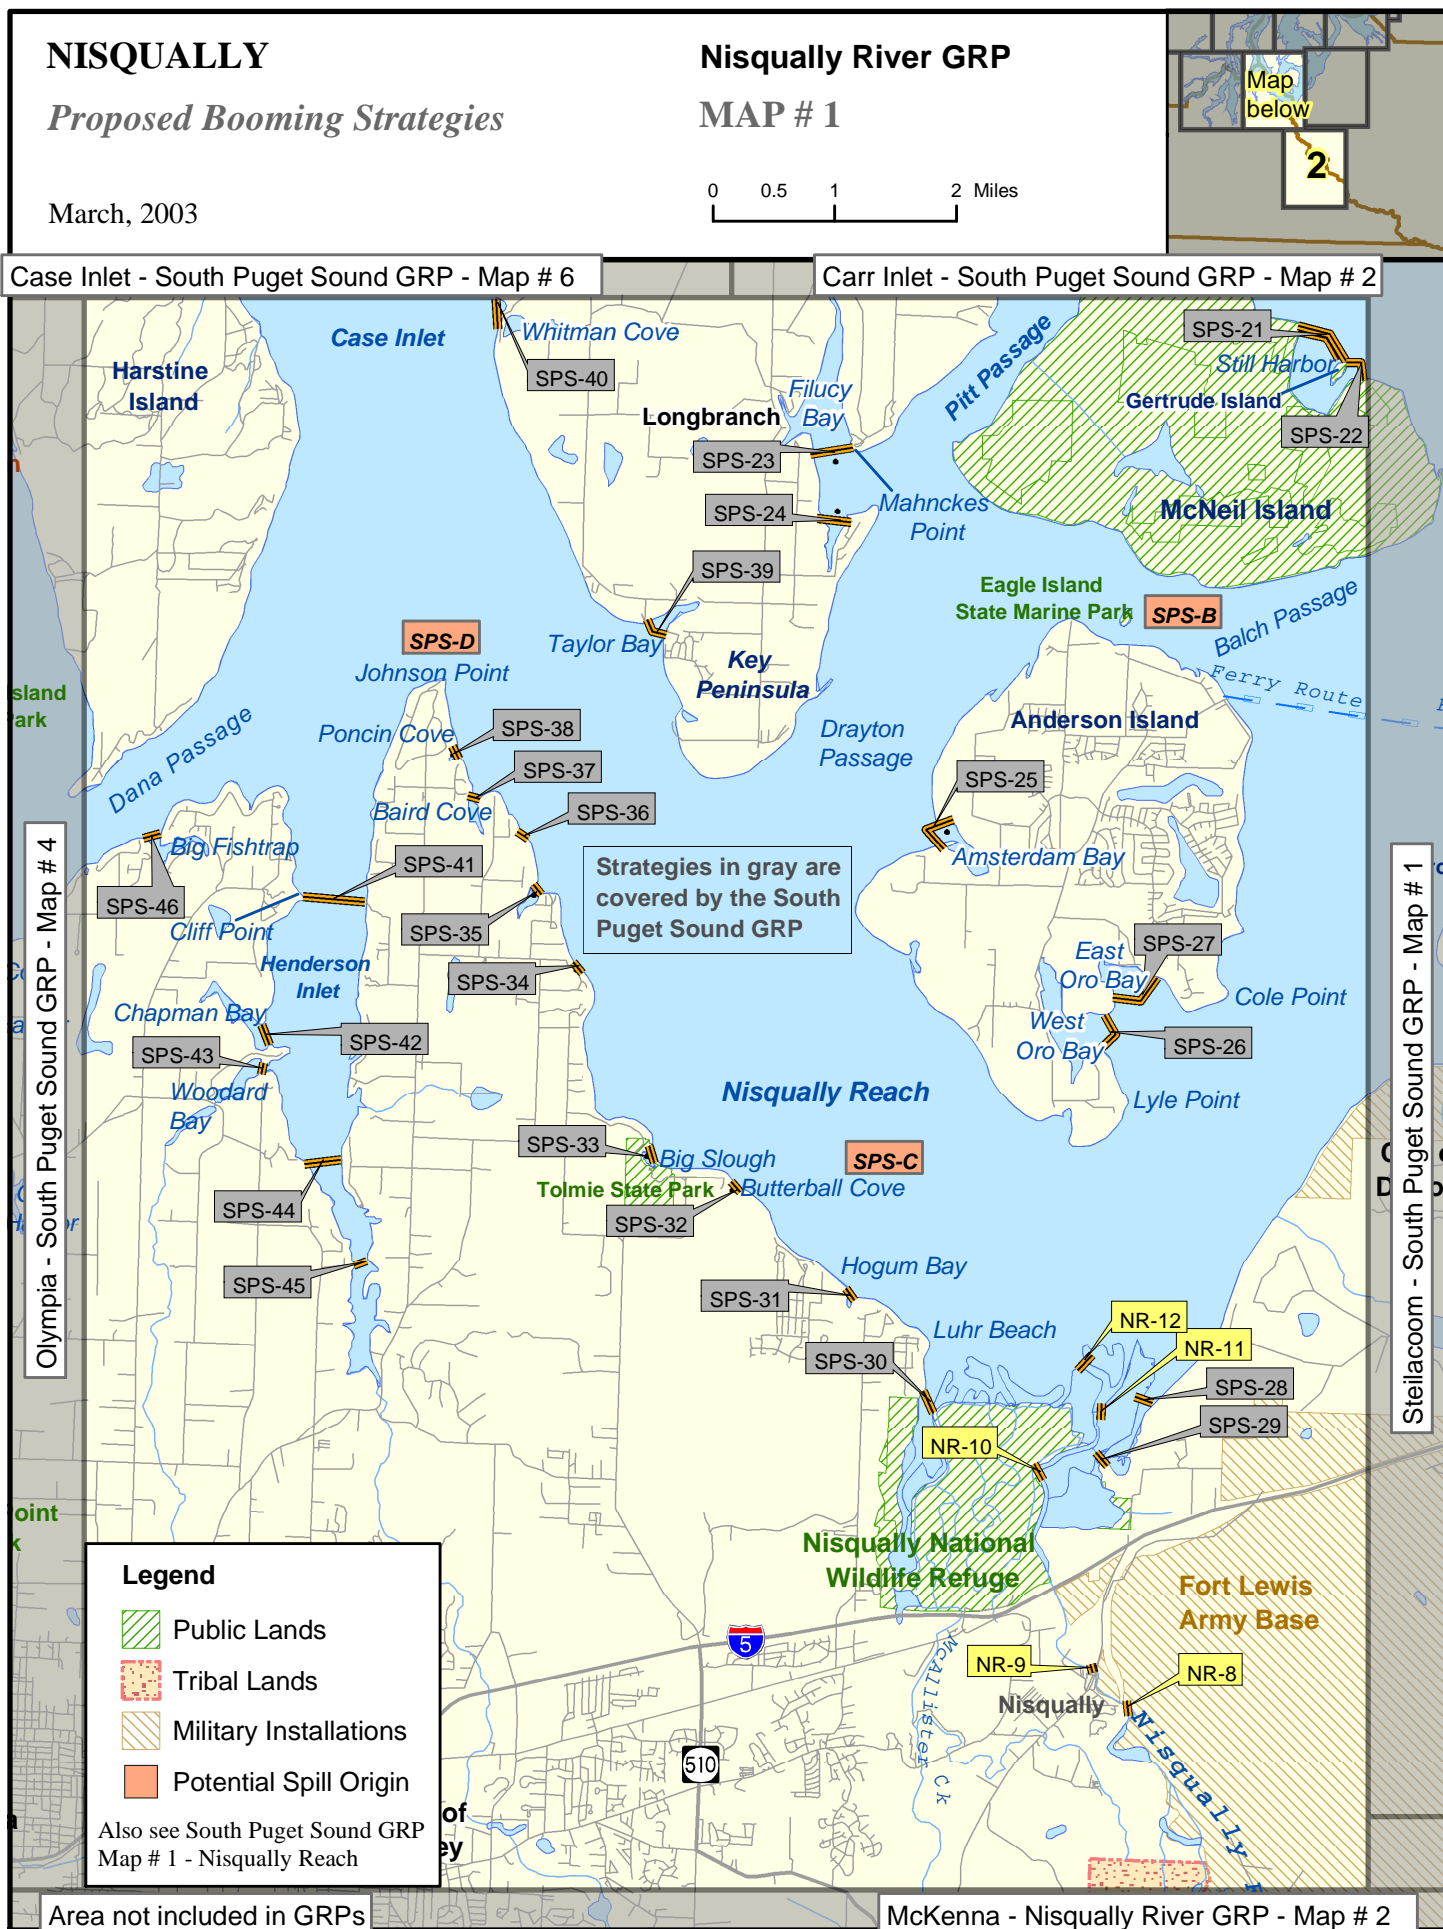 NISQUALLY
Proposed Booming Strategies
March, 2003
Nisqually River GRP
MAP # 1
0 0.5 1 2 Miles
Map
below
2
Case Inlet - South Puget Sound GRP - Map # 6
Carr Inlet - South Puget Sound GRP - Map # 2
Olympia - South Puget Sound GRP - Map # 4
Steilacoom - South Puget Sound GRP - Map # 1
Harstine
Island
Case Inlet
Whitman Cove
SPS-40
Longbranch
Filucy
Bay
Pitt Passage
SPS-21
Still Harbor
Gertrude Island
SPS-22
SPS-23
SPS-24
Mahnckes
Point
McNeil Island
SPS-39
Eagle Island
State Marine Park
SPS-B
Balch Passage
SPS-D
Johnson Point
Taylor Bay
Key
Peninsula
Ferry Route
Anderson Island
Drayton
Passage
Dana Passage
Poncin Cove
SPS-38
SPS-37
Baird Cove
SPS-36
SPS-25
Amsterdam Bay
Big Fishtrap
SPS-41
SPS-46
Cliff Point
SPS-35
Strategies in gray are
covered by the South
Puget Sound GRP
Henderson
Inlet
SPS-34
East
Oro Bay
SPS-27
Cole Point
Chapman Bay
SPS-42
SPS-43
Woodard
Bay
West
Oro Bay
SPS-26
Nisqually Reach
Lyle Point
SPS-33
Big Slough
SPS-C
Tolmie State Park
Butterball Cove
SPS-32
SPS-44
SPS-45
Hogum Bay
SPS-31
Luhr Beach
NR-12
NR-11
SPS-30
SPS-28
SPS-29
NR-10
Nisqually National
Wildlife Refuge
Fort Lewis
Army Base
5
McAllister Ck
NR-9
NR-8
Nisqually
Nisqually
510
sland
Park
oint
k
of
ey
Legend
Public Lands
Tribal Lands
Military Installations
Potential Spill Origin
Also see South Puget Sound GRP
Map # 1 - Nisqually Reach
Area not included in GRPs
McKenna - Nisqually River GRP - Map # 2